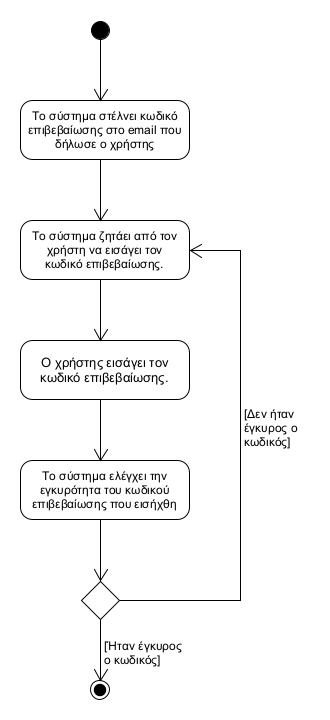 Το σύστημα στέλνει κωδικό
επιβεβαίωσης στο email που
δήλωσε ο χρήστης
Το σύστημα ζητάει από τον
χρήστη να εισάγει τον
κωδικό επιβεβαίωσης.
Ο χρήστης εισάγει τον
κωδικό επιβεβαίωσης.
[Δεν ήταν
έγκυρος ο
κωδικός]
Το σύστημα ελέγχει την
εγκυρότητα του κωδικού
επιβεβαίωσης που εισήχθη
[Ήταν έγκυρος
ο κωδικός]